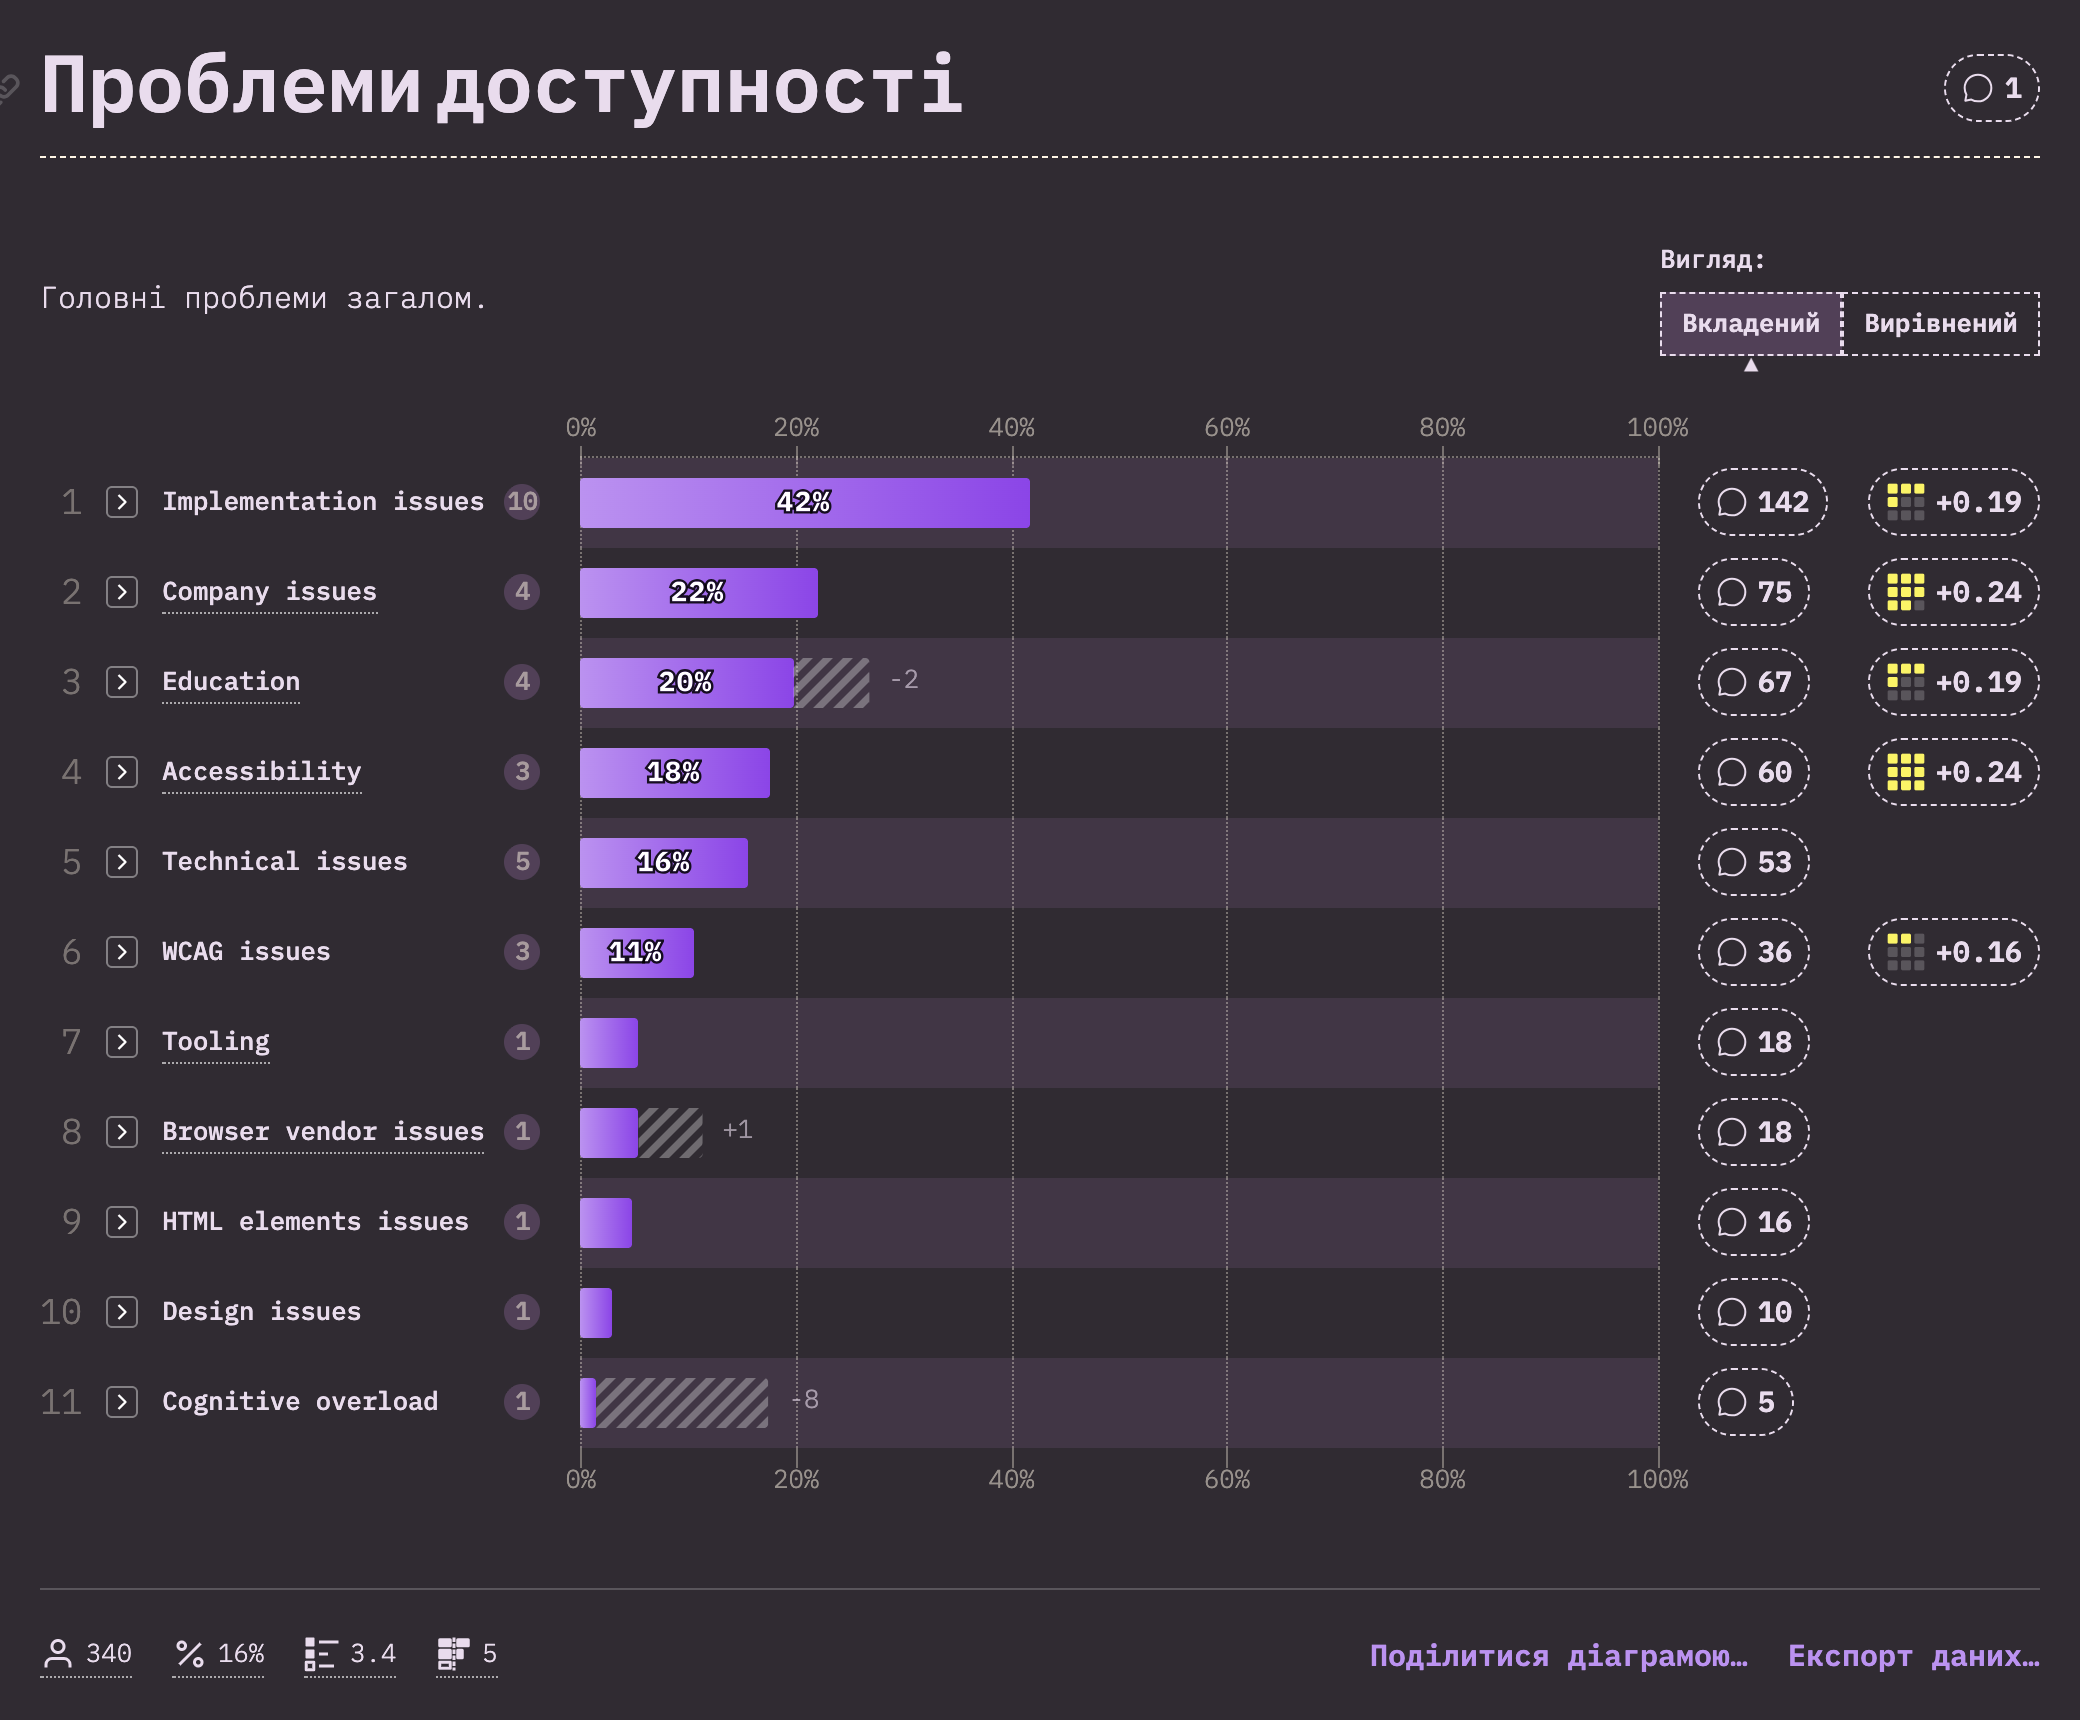 Проблеми доступності
1
Головні проблеми загалом.
Вигляд:
Вкладений Вирівнений
0% 20% 40% 60% 80% 100%
1 Implementation issues 10 42% 142 +0.19
2 Company issues 4 22% 75 +0.24
3 Education 4 20% -2 67 +0.19
4 Accessibility 3 18% 60 +0.24
5 Technical issues 5 16% 53
6 WCAG issues 3 11% 36 +0.16
7 Tooling 1 18
8 Browser vendor issues 1 +1 18
9 HTML elements issues 1 16
10 Design issues 1 10
11 Cognitive overload 1 -8 5
0% 20% 40% 60% 80% 100%
340 16% 3.4 5 Поділитися діаграмою… Експорт даних…